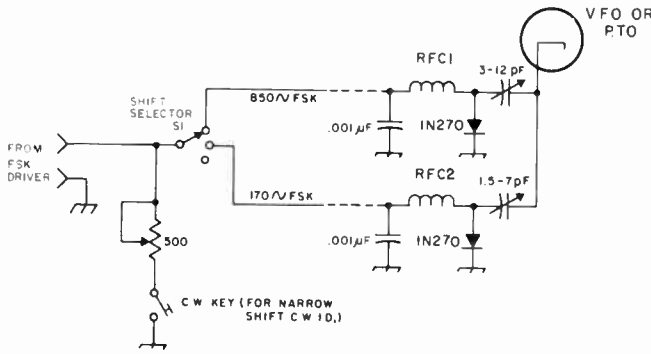 VFO OR
P.TO
RFC1
3-12 pF
SHIFT
SELECTOR
S1
850~FSK
.001µF
1N270
FROM
FSK
DRIVER
RFC2
1.5-7pF
170~FSK
.001µF
1N270
500
CW KEY (FOR NARROW
SHIFT CW ID.)